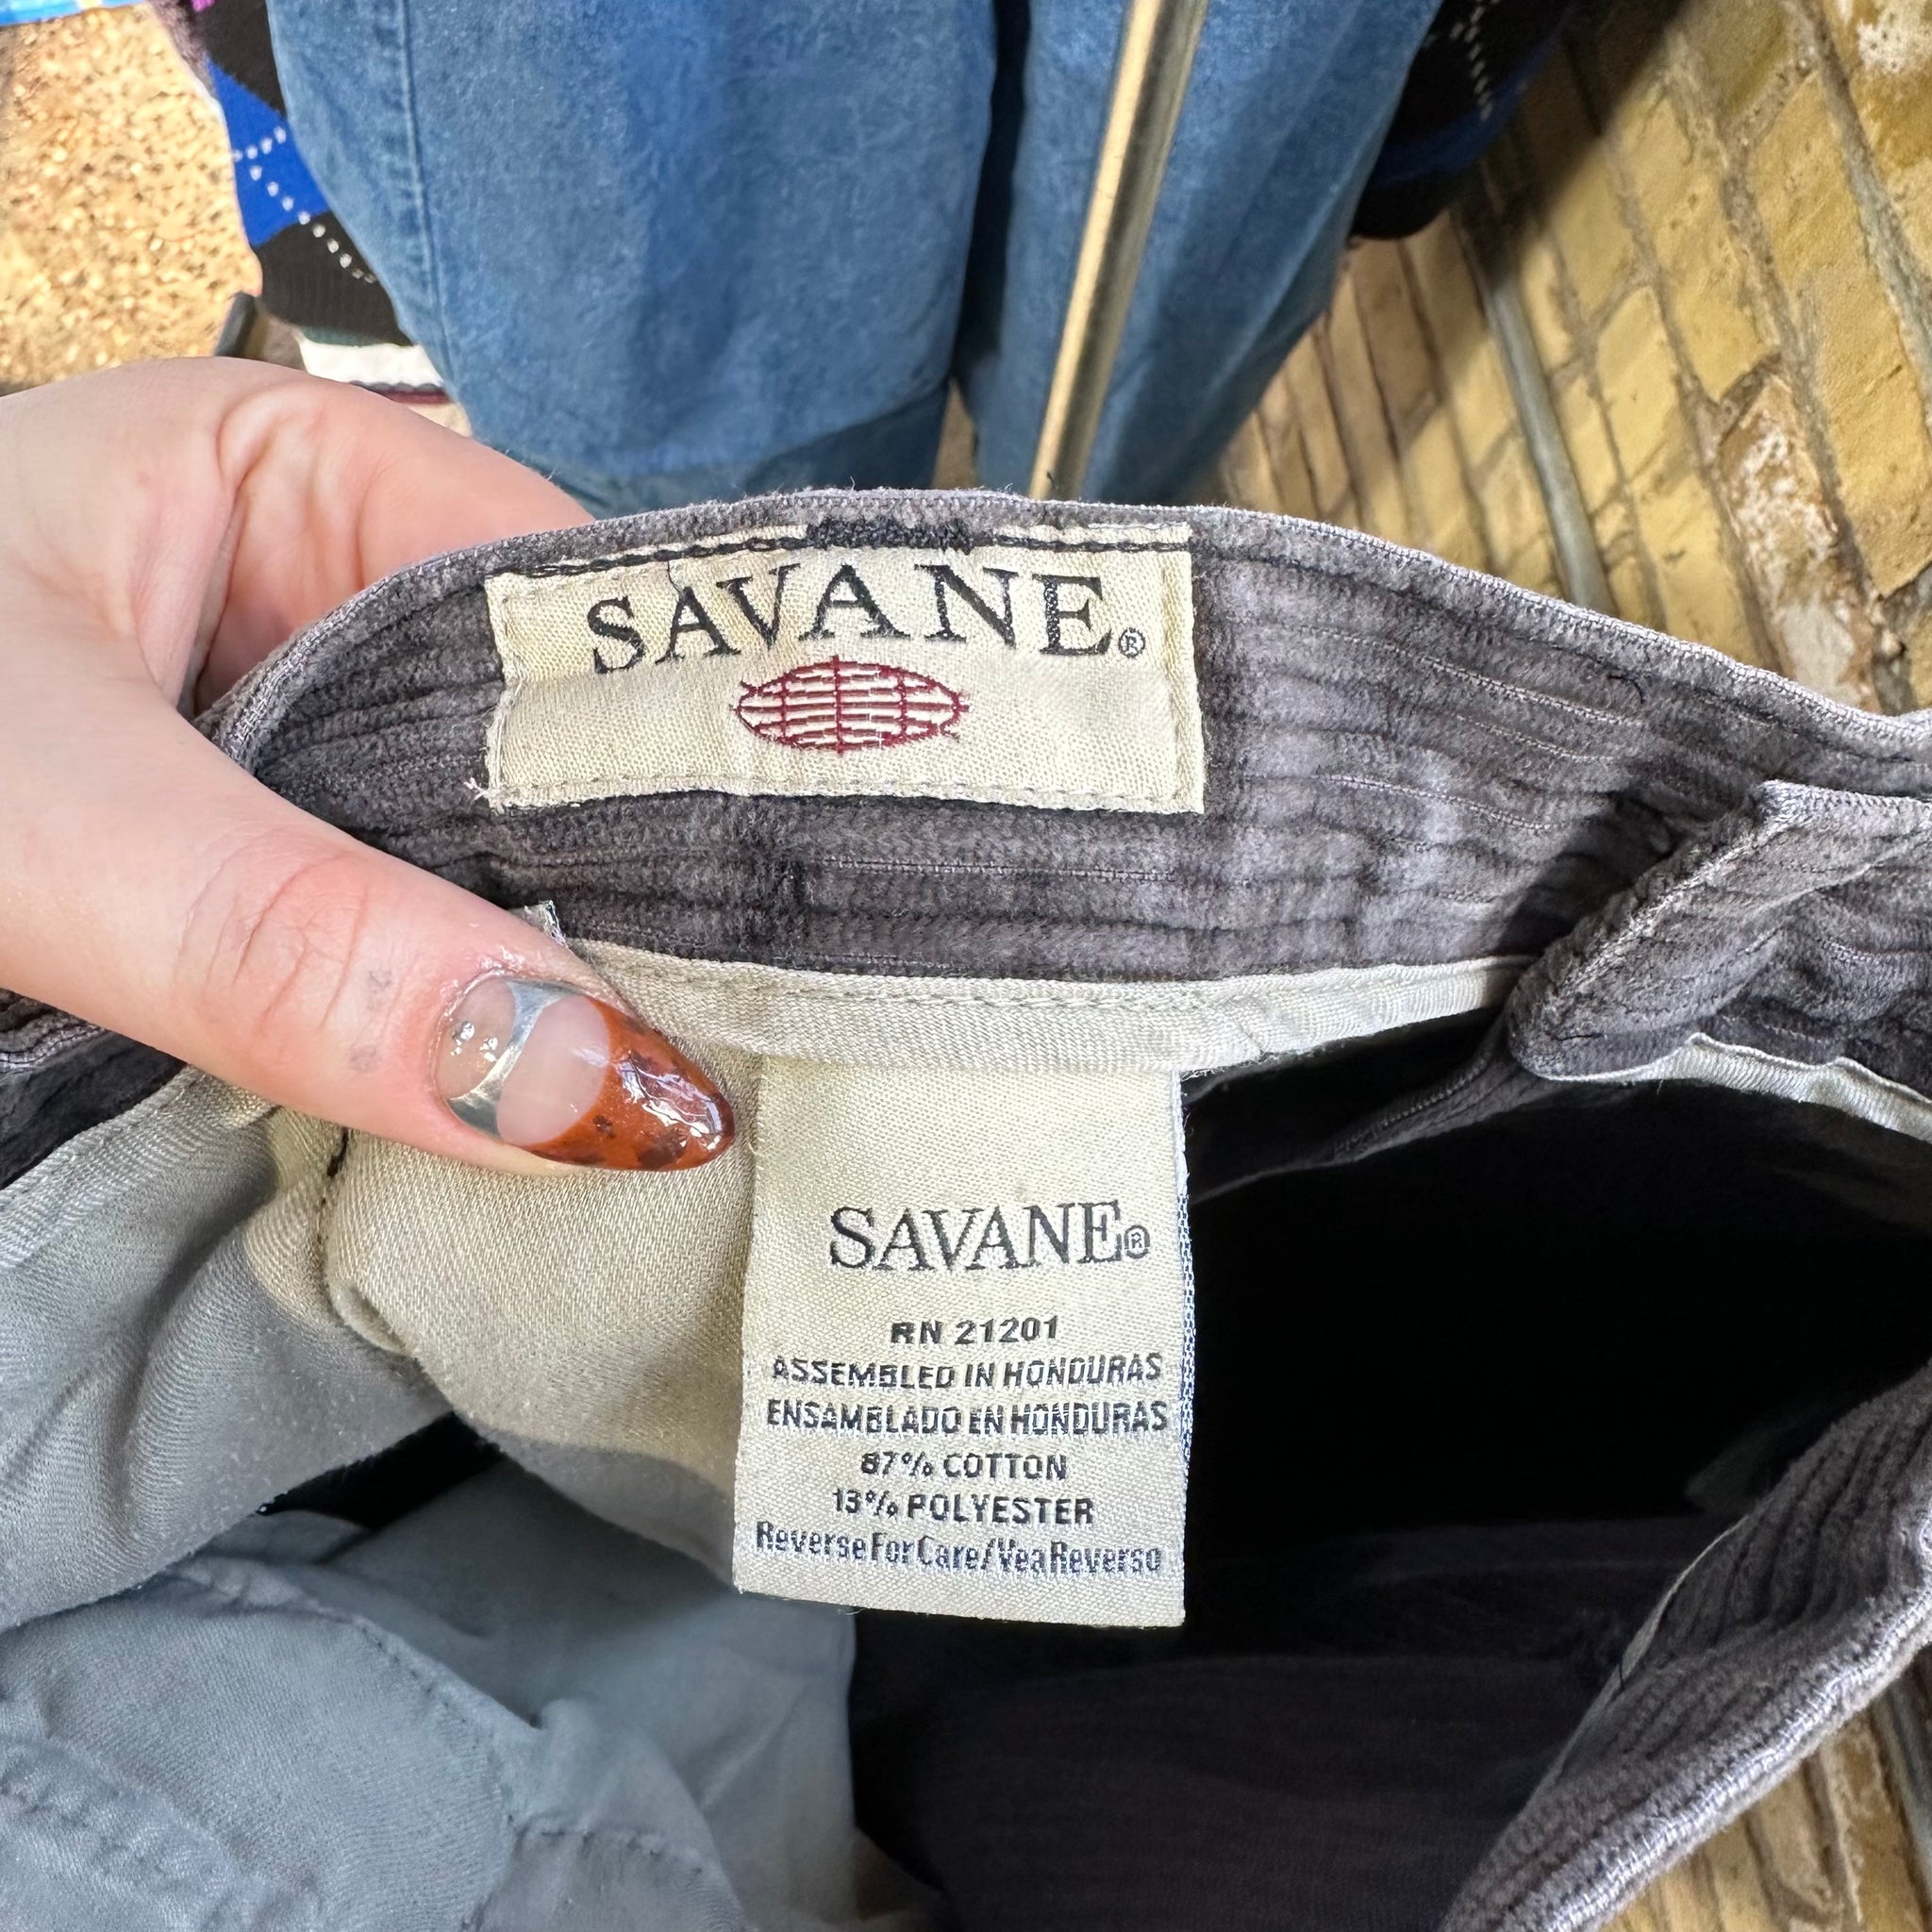 SAVANE®
SAVANE®
RN 21201
ASSEMBLED IN HONDURAS
ENSAMBLADO EN HONDURAS
87% COTTON
13% POLYESTER
Reverse For Care/Vea Reverso